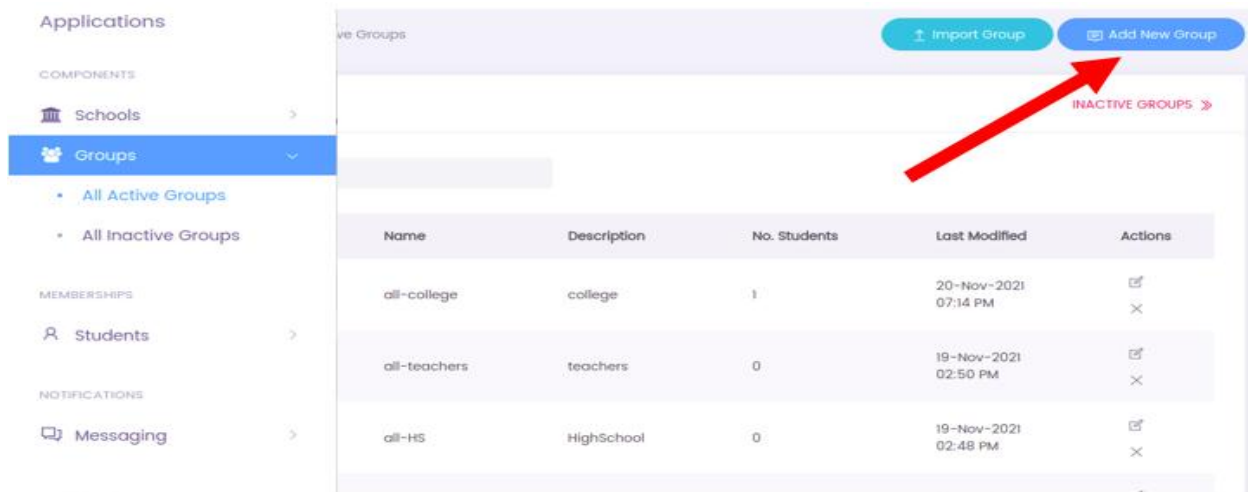 Applications
COMPONENTS
Schools
Groups
All Active Groups
All Inactive Groups
MEMBERSHIPS
Students
NOTIFICATIONS
Messaging
ve Groups
Import Group
Add New Group
INACTIVE GROUPS
Name Description No. Students Last Modified Actions
all-college college 1 20-Nov-2021
07:14 PM
all-teachers teachers 0 19-Nov-2021
02:50 PM
all-HS HighSchool 0 19-Nov-2021
02:48 PM